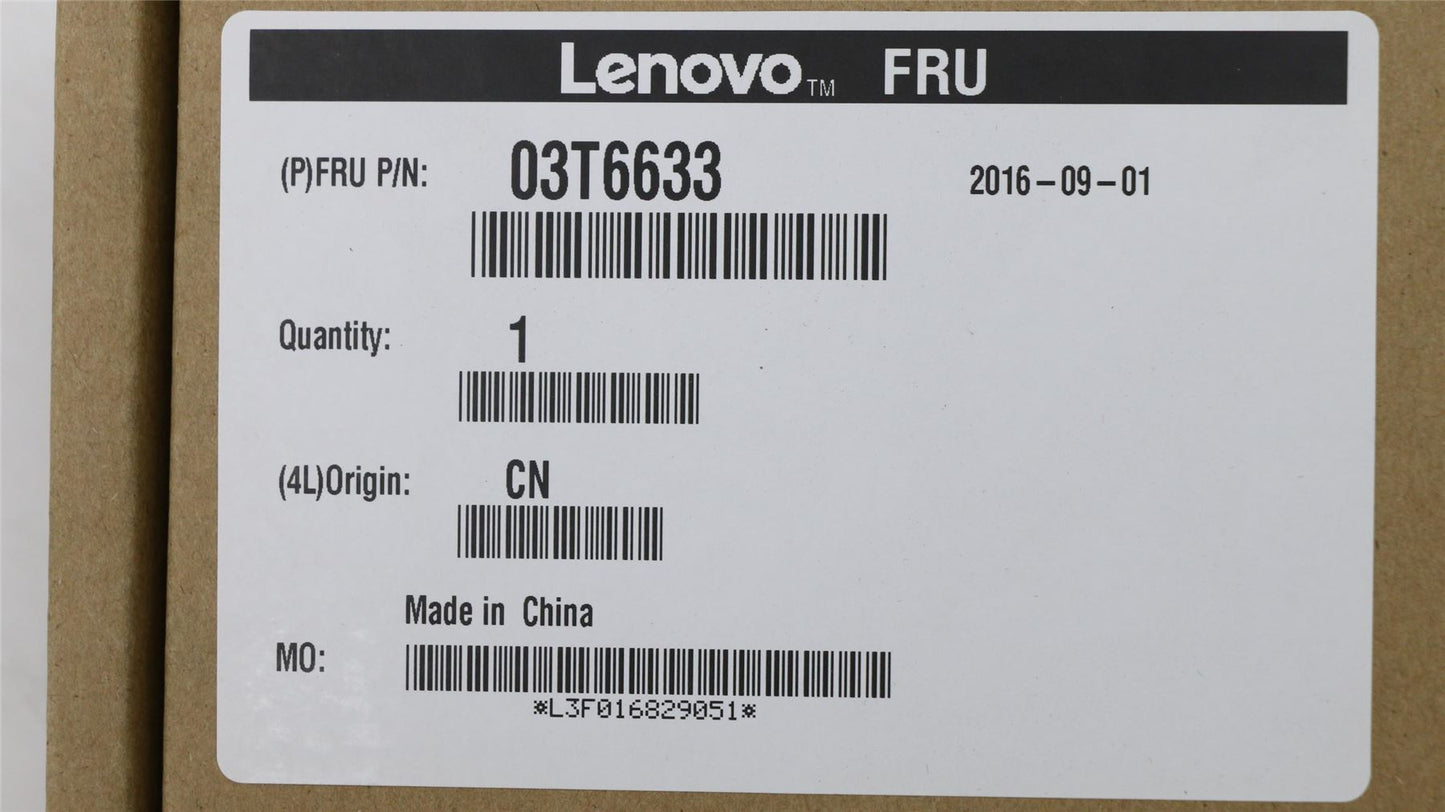 Lenovo™ FRU
(P)FRU P/N: 03T6633 2016-09-01
Quantity: 1
(4L)Origin: CN
Made in China
MO:
*L3F016829051*